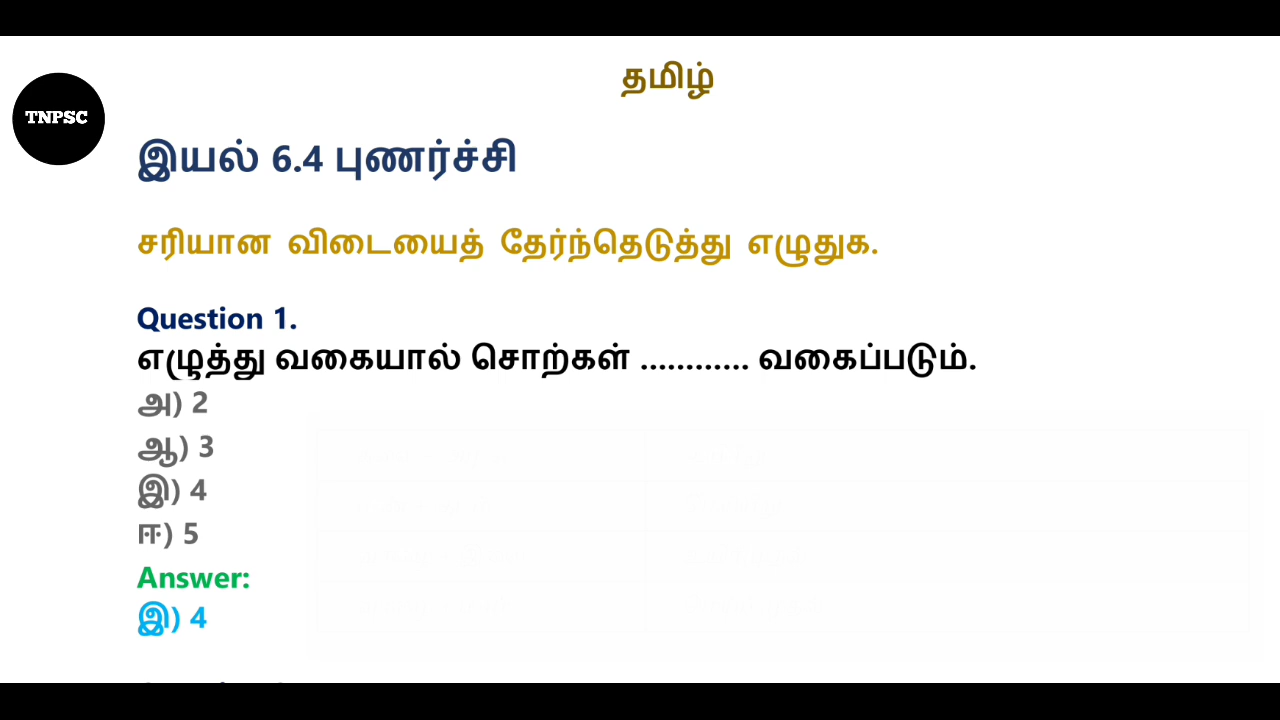 தமிழ்
TNPSC
இயல் 6.4 புணர்ச்சி
சரியான விடையைத் தேர்ந்தெடுத்து எழுதுக.
Question 1.
எழுத்து வகையால் சொற்கள் ............ வகைப்படும்.
அ) 2
ஆ) 3
இ) 4
ஈ) 5
Answer:
இ) 4